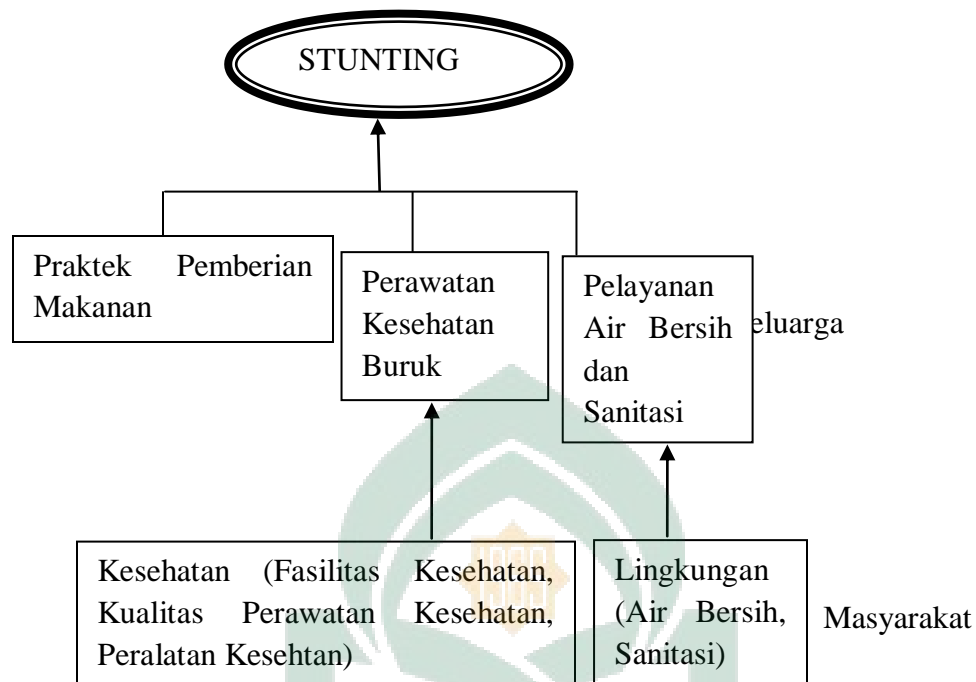 STUNTING
Praktek Pemberian
Makanan
Perawatan
Kesehatan
Buruk
Pelayanan
Air Bersih
dan
Sanitasi
eluarga
Kesehatan (Fasilitas Kesehatan,
Kualitas Perawatan Kesehatan,
Peralatan Kesehtan)
Lingkungan
(Air Bersih,
Sanitasi)
Masyarakat